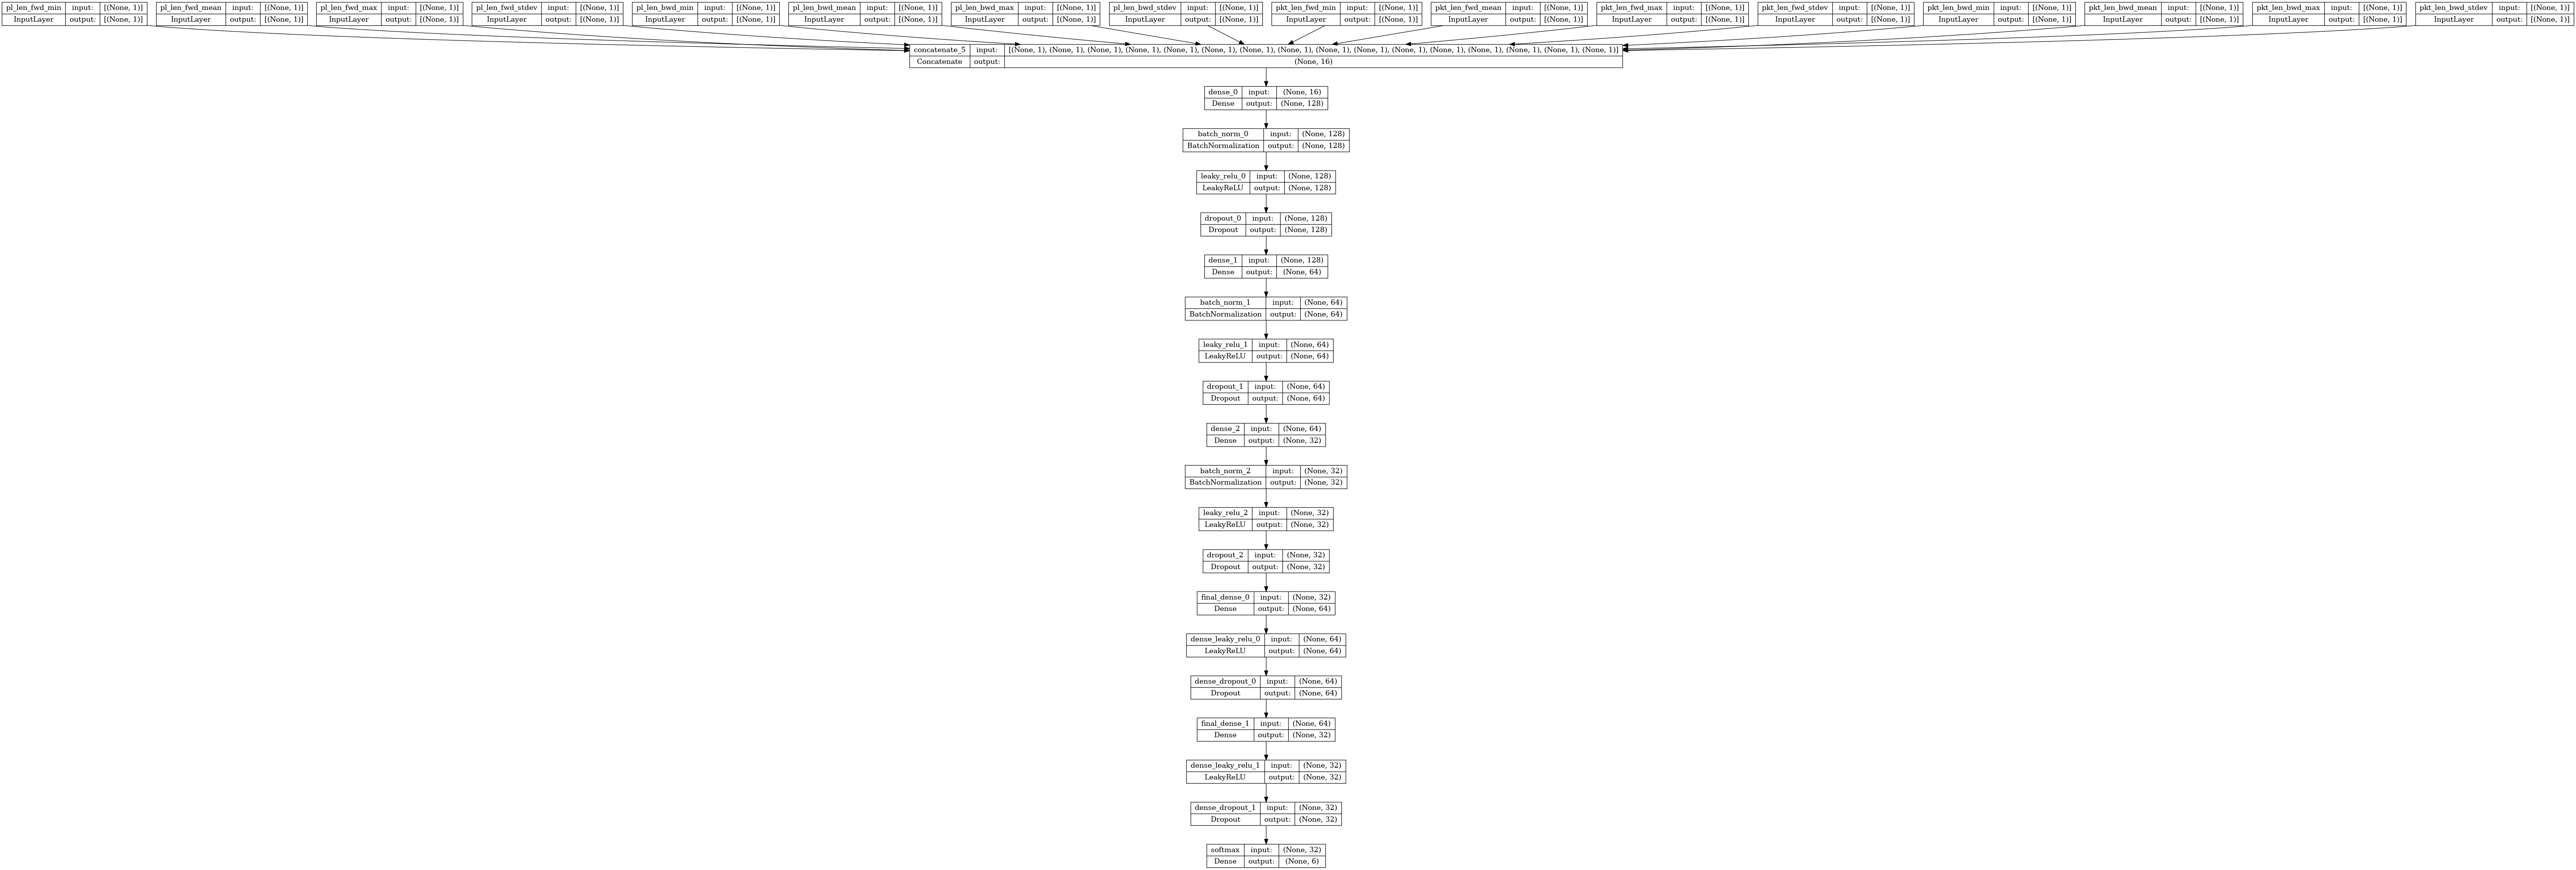 pl_len_fwd_min input: [(None, 1)] pl_len_fwd_mean input: [(None, 1)] pl_len_fwd_max input: [(None, 1)] pl_len_fwd_stdev input: [(None, 1)] pl_len_bwd_min input: [(None, 1)] pl_len_bwd_mean input: [(None, 1)] pl_len_bwd_max input: [(None, 1)] pl_len_bwd_stdev input: [(None, 1)] pkt_len_fwd_min input: [(None, 1)] pkt_len_fwd_mean input: [(None, 1)] pkt_len_fwd_max input: [(None, 1)] pkt_len_fwd_stdev input: [(None, 1)] pkt_len_bwd_min input: [(None, 1)] pkt_len_bwd_mean input: [(None, 1)] pkt_len_bwd_max input: [(None, 1)] pkt_len_bwd_stdev input: [(None, 1)]
InputLayer output: [(None, 1)] InputLayer output: [(None, 1)] InputLayer output: [(None, 1)] InputLayer output: [(None, 1)] InputLayer output: [(None, 1)] InputLayer output: [(None, 1)] InputLayer output: [(None, 1)] InputLayer output: [(None, 1)] InputLayer output: [(None, 1)] InputLayer output: [(None, 1)] InputLayer output: [(None, 1)] InputLayer output: [(None, 1)] InputLayer output: [(None, 1)] InputLayer output: [(None, 1)] InputLayer output: [(None, 1)] InputLayer output: [(None, 1)]
concatenate_5 input: [(None, 1), (None, 1), (None, 1), (None, 1), (None, 1), (None, 1), (None, 1), (None, 1), (None, 1), (None, 1), (None, 1), (None, 1), (None, 1), (None, 1), (None, 1), (None, 1)]
Concatenate output: (None, 16)
dense_0 input: (None, 16)
Dense output: (None, 128)
batch_norm_0 input: (None, 128)
BatchNormalization output: (None, 128)
leaky_relu_0 input: (None, 128)
LeakyReLU output: (None, 128)
dropout_0 input: (None, 128)
Dropout output: (None, 128)
dense_1 input: (None, 128)
Dense output: (None, 64)
batch_norm_1 input: (None, 64)
BatchNormalization output: (None, 64)
leaky_relu_1 input: (None, 64)
LeakyReLU output: (None, 64)
dropout_1 input: (None, 64)
Dropout output: (None, 64)
dense_2 input: (None, 64)
Dense output: (None, 32)
batch_norm_2 input: (None, 32)
BatchNormalization output: (None, 32)
leaky_relu_2 input: (None, 32)
LeakyReLU output: (None, 32)
dropout_2 input: (None, 32)
Dropout output: (None, 32)
final_dense_0 input: (None, 32)
Dense output: (None, 64)
dense_leaky_relu_0 input: (None, 64)
LeakyReLU output: (None, 64)
dense_dropout_0 input: (None, 64)
Dropout output: (None, 64)
final_dense_1 input: (None, 64)
Dense output: (None, 32)
dense_leaky_relu_1 input: (None, 32)
LeakyReLU output: (None, 32)
dense_dropout_1 input: (None, 32)
Dropout output: (None, 32)
softmax input: (None, 32)
Dense output: (None, 6)